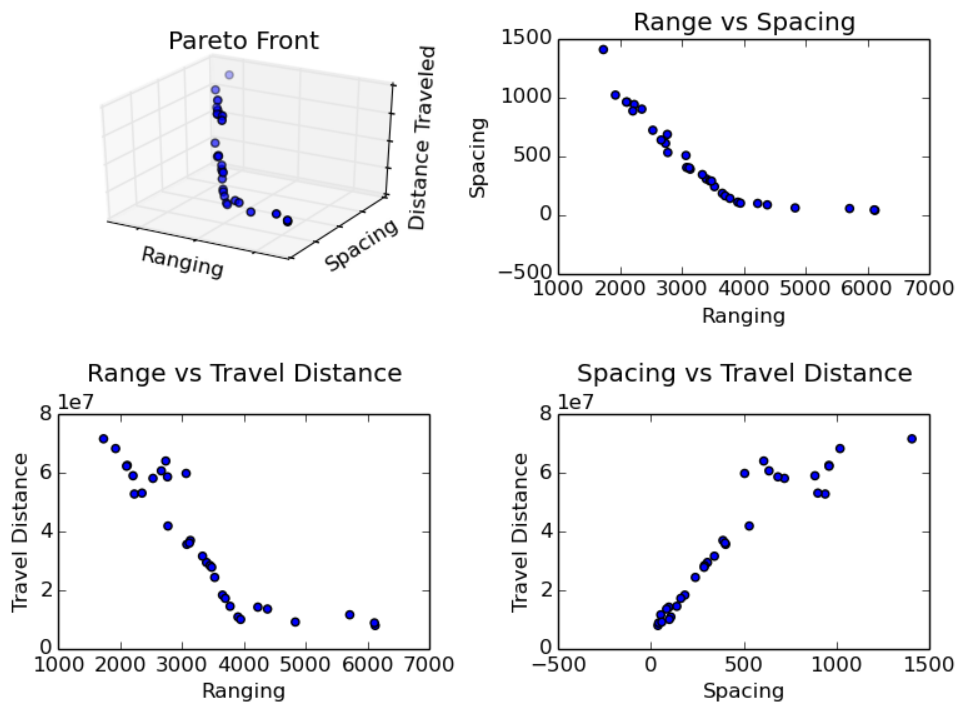 Pareto Front
Distance Traveled
Spacing
Ranging
Range vs Spacing
1500
1000
500
0
−500
Spacing
1000 2000 3000 4000 5000 6000 7000
Ranging
Range vs Travel Distance
1e7
8
6
4
2
0
Travel Distance
1000 2000 3000 4000 5000 6000 7000
Ranging
Spacing vs Travel Distance
1e7
8
6
4
2
0
Travel Distance
−500 0 500 1000 1500
Spacing